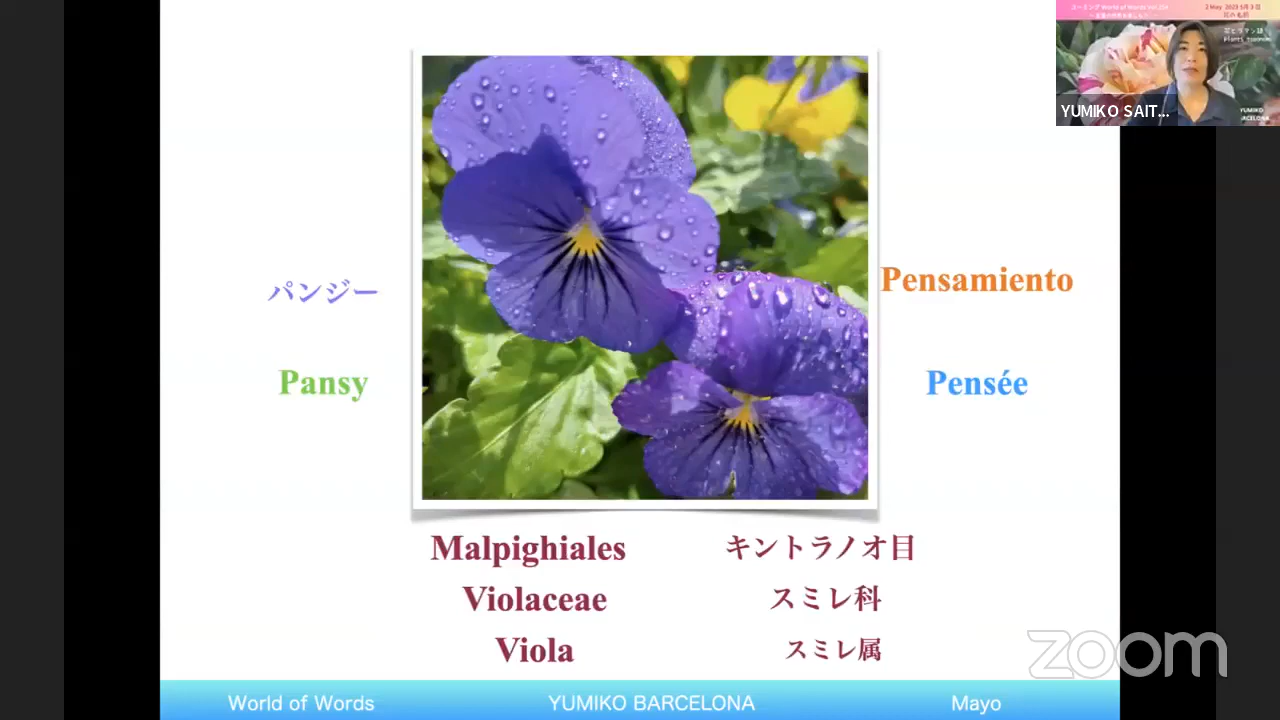 YUMIKO SAIT...
パンジー
Pensamiento
Pansy
Pensée
Malpighiales
キントラノオ目
Violaceae
スミレ科
Viola
スミレ属
zoom
World of Words
YUMIKO BARCELONA
Mayo